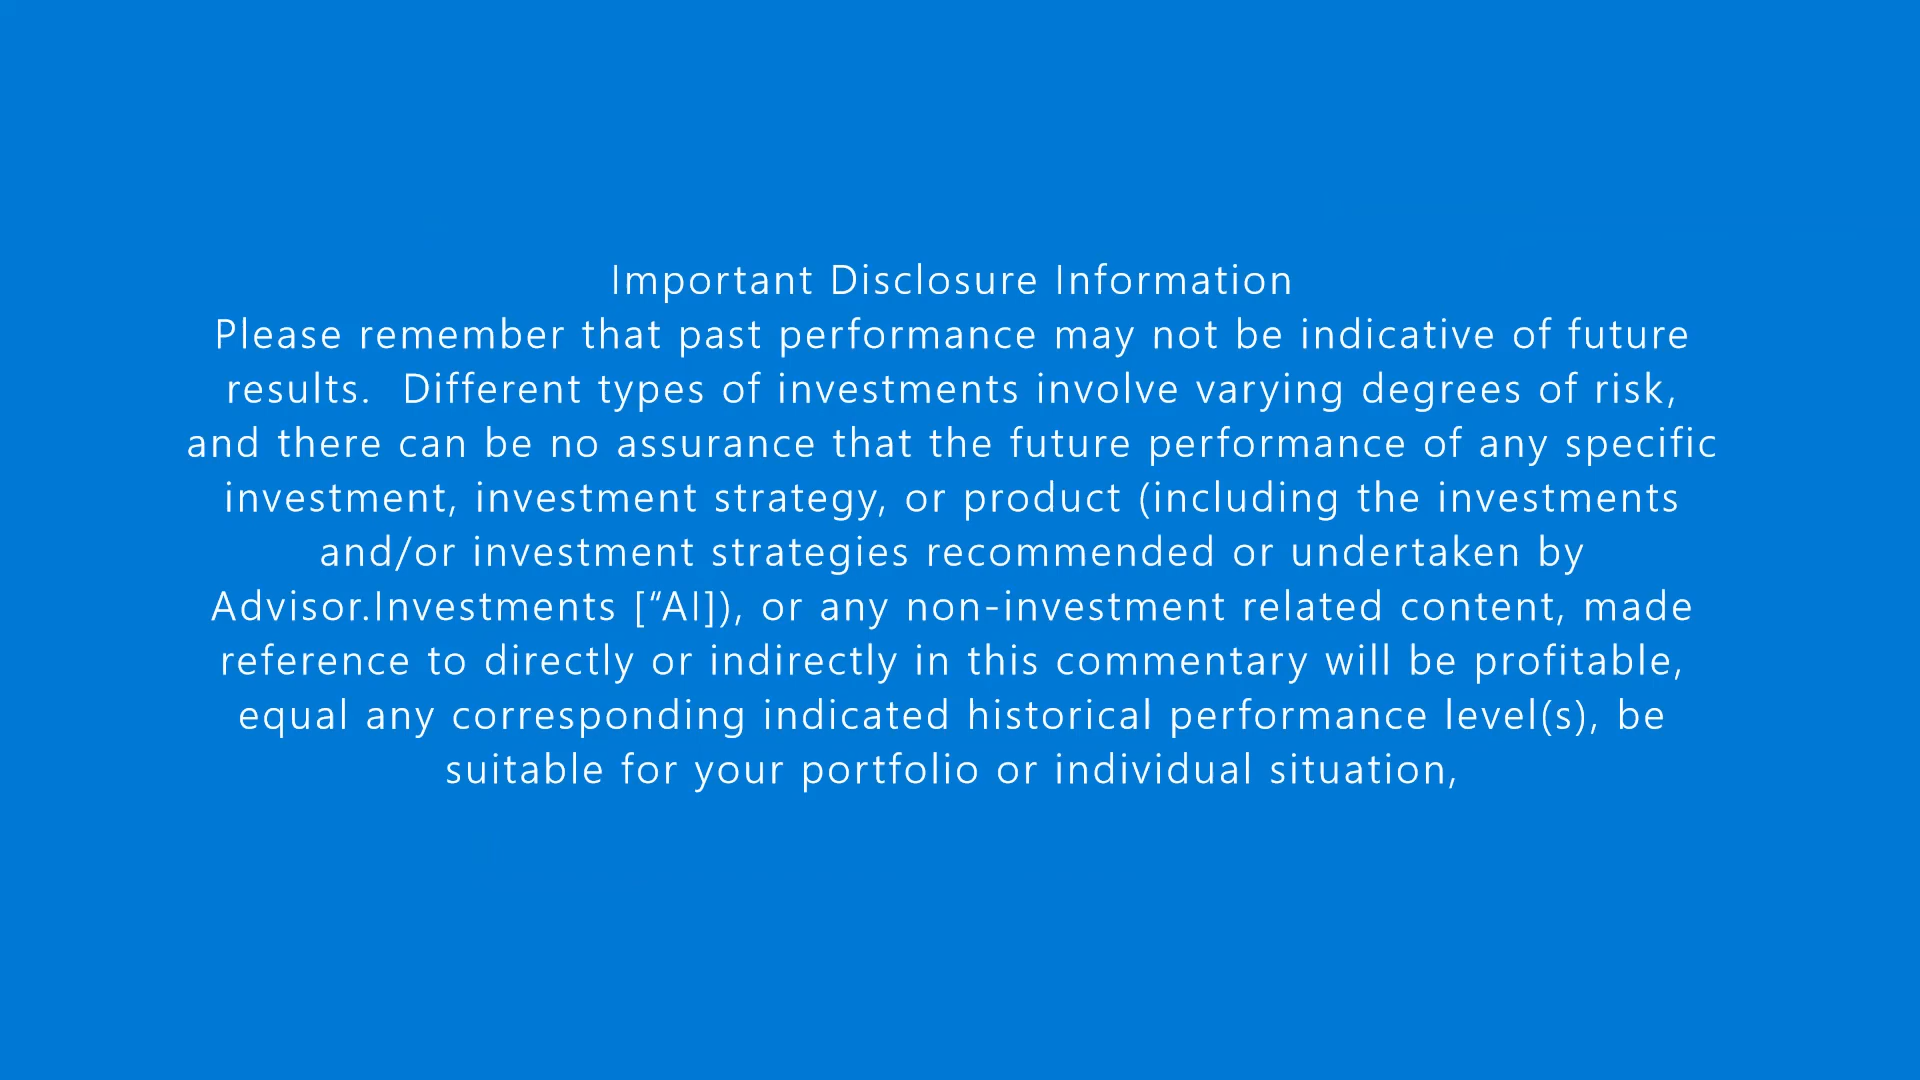 Important Disclosure Information
Please remember that past performance may not be indicative of future
results.  Different types of investments involve varying degrees of risk,
and there can be no assurance that the future performance of any specific
investment, investment strategy, or product (including the investments
and/or investment strategies recommended or undertaken by
Advisor.Investments [“AI]), or any non-investment related content, made
reference to directly or indirectly in this commentary will be profitable,
equal any corresponding indicated historical performance level(s), be
suitable for your portfolio or individual situation,